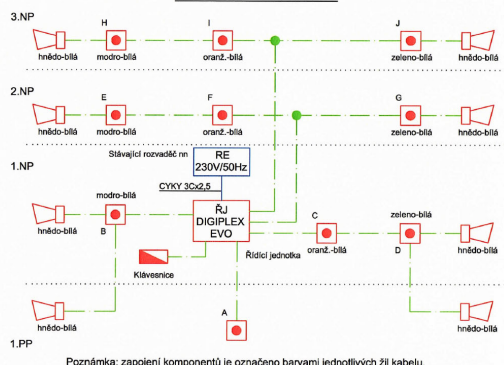 3.NP
H
I
J
hnědo-bílá
modro-bílá
oranž.-bílá
zeleno-bílá
hnědo-bílá
2.NP
E
F
G
hnědo-bílá
modro-bílá
oranž.-bílá
zeleno-bílá
hnědo-bílá
1.NP
Stávající rozvaděč nn
RE
230V/50Hz
CYKY 3Cx2,5
modro-bílá
B
hnědo-bílá
ŘJ
DIGIPLEX
EVO
C
oranž.-bílá
zeleno-bílá
D
hnědo-bílá
Řídící jednotka
Klávesnice
hnědo-bílá
A
hnědo-bílá
1.PP
Poznámka: zapojení komponentů je označeno barvami jednotlivých žil kabelu.